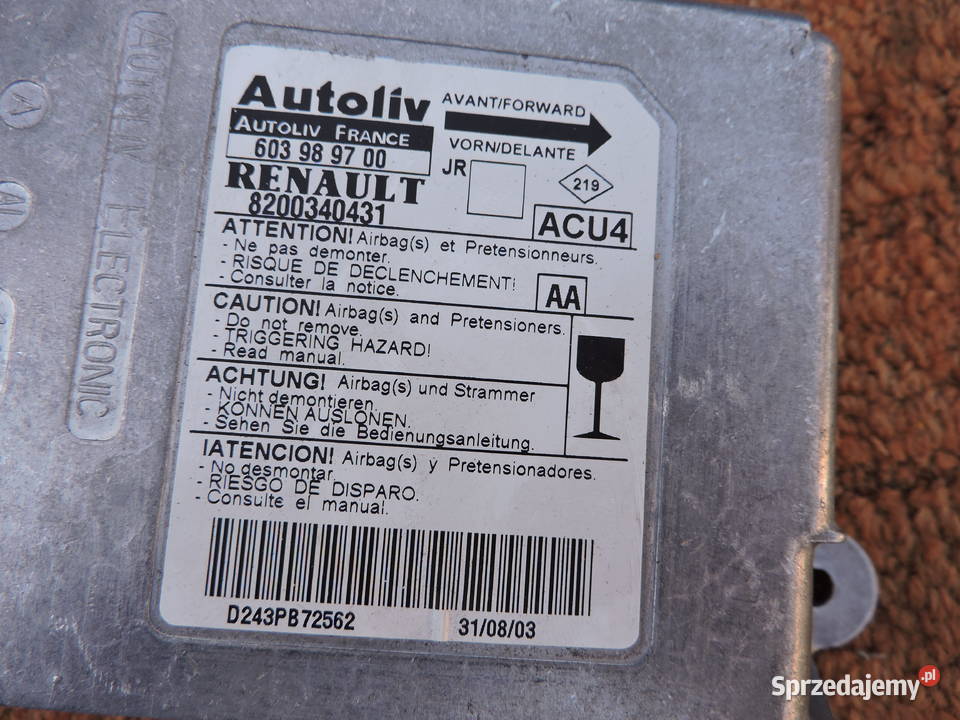 Autoliv
AUTOLIV FRANCE
603 98 97 00
RENAULT
8200340431
AVANT/FORWARD
VORN/DELANTE
JR
219
ACU4
ATTENTION! Airbag(s) et Pretensionneurs.
- Ne pas demonter.
- RISQUE DE DECLENCHEMENT!
- Consulter la notice.
AA
CAUTION! Airbag(s) and Pretensioners.
- Do not remove.
- TRIGGERING HAZARD!
- Read manual.
ACHTUNG! Airbag(s) und Strammer
- Nicht demontieren.
- KONNEN AUSLONEN.
- Sehen Sie die Bedienungsanleitung.
IATENCION! Airbag(s) y Pretensionadores.
- No desmontar.
- RIESGO DE DISPARO.
- Consulte el manual.
D243PB72562
31/08/03
AUTOLIV ELECTRONIC
A
Al
Sprzedajemy.pl